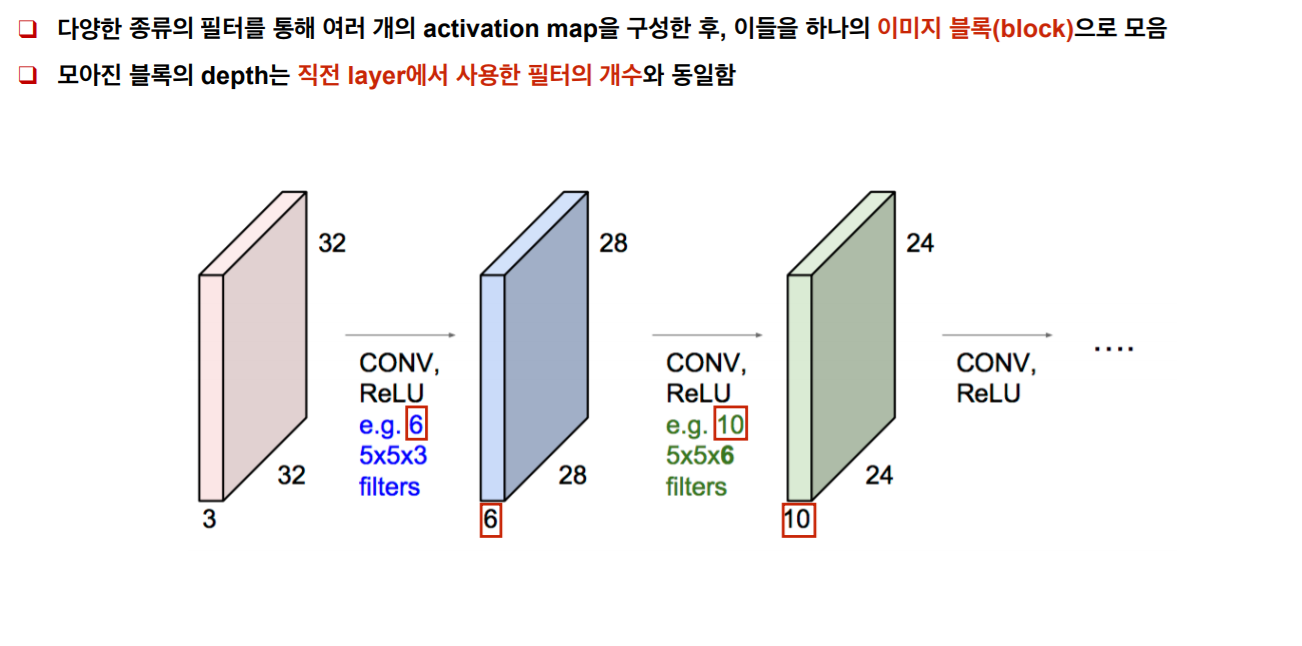 ❑ 다양한 종류의 필터를 통해 여러 개의 activation map을 구성한 후, 이들을 하나의 이미지 블록(block)으로 모음
❑ 모아진 블록의 depth는 직전 layer에서 사용한 필터의 개수와 동일함
32
32
3
CONV,
ReLU
e.g. 6
5x5x3
filters
28
28
6
CONV,
ReLU
e.g. 10
5x5x6
filters
24
24
10
CONV,
ReLU
....